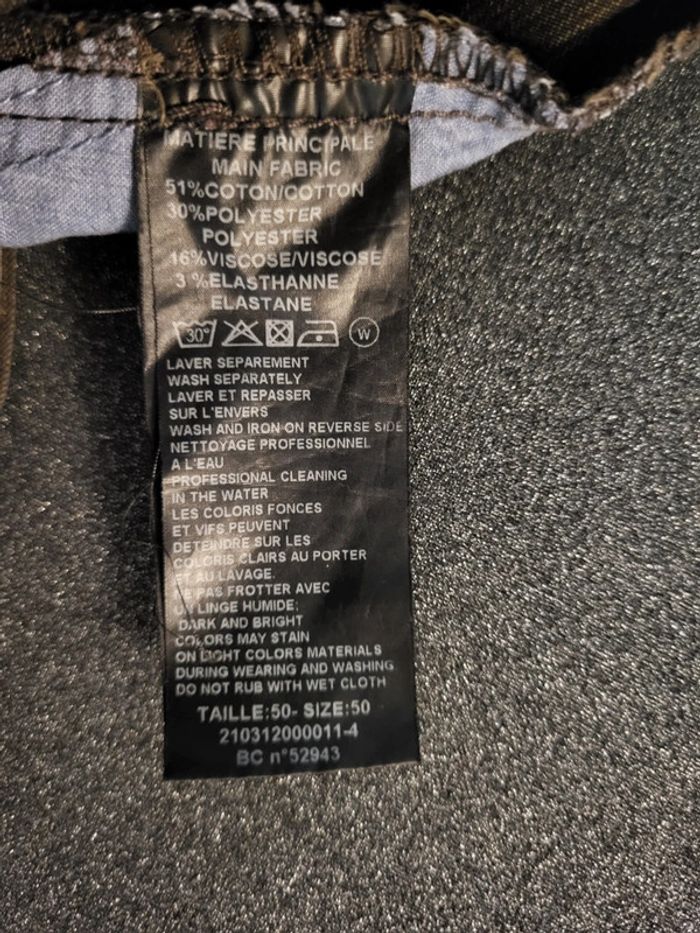 MATIERE PRINCIPALE
MAIN FABRIC
51%COTON/COTTON
30%POLYESTER
POLYESTER
16%VISCOSE/VISCOSE
3 %ELASTHANNE
ELASTANE
30° W
LAVER SEPAREMENT
WASH SEPARATELY
LAVER ET REPASSER
SUR L'ENVERS
WASH AND IRON ON REVERSE SIDE
NETTOYAGE PROFESSIONNEL
A L'EAU
PROFESSIONAL CLEANING
IN THE WATER
LES COLORIS FONCES
ET VIFS PEUVENT
DETEINDRE SUR LES
COLORIS CLAIRS AU PORTER
ET AU LAVAGE.
NE PAS FROTTER AVEC
UN LINGE HUMIDE:
DARK AND BRIGHT
COLORS MAY STAIN
ON LIGHT COLORS MATERIALS
DURING WEARING AND WASHING
DO NOT RUB WITH WET CLOTH
TAILLE:50- SIZE:50
210312000011-4
BC n°52943